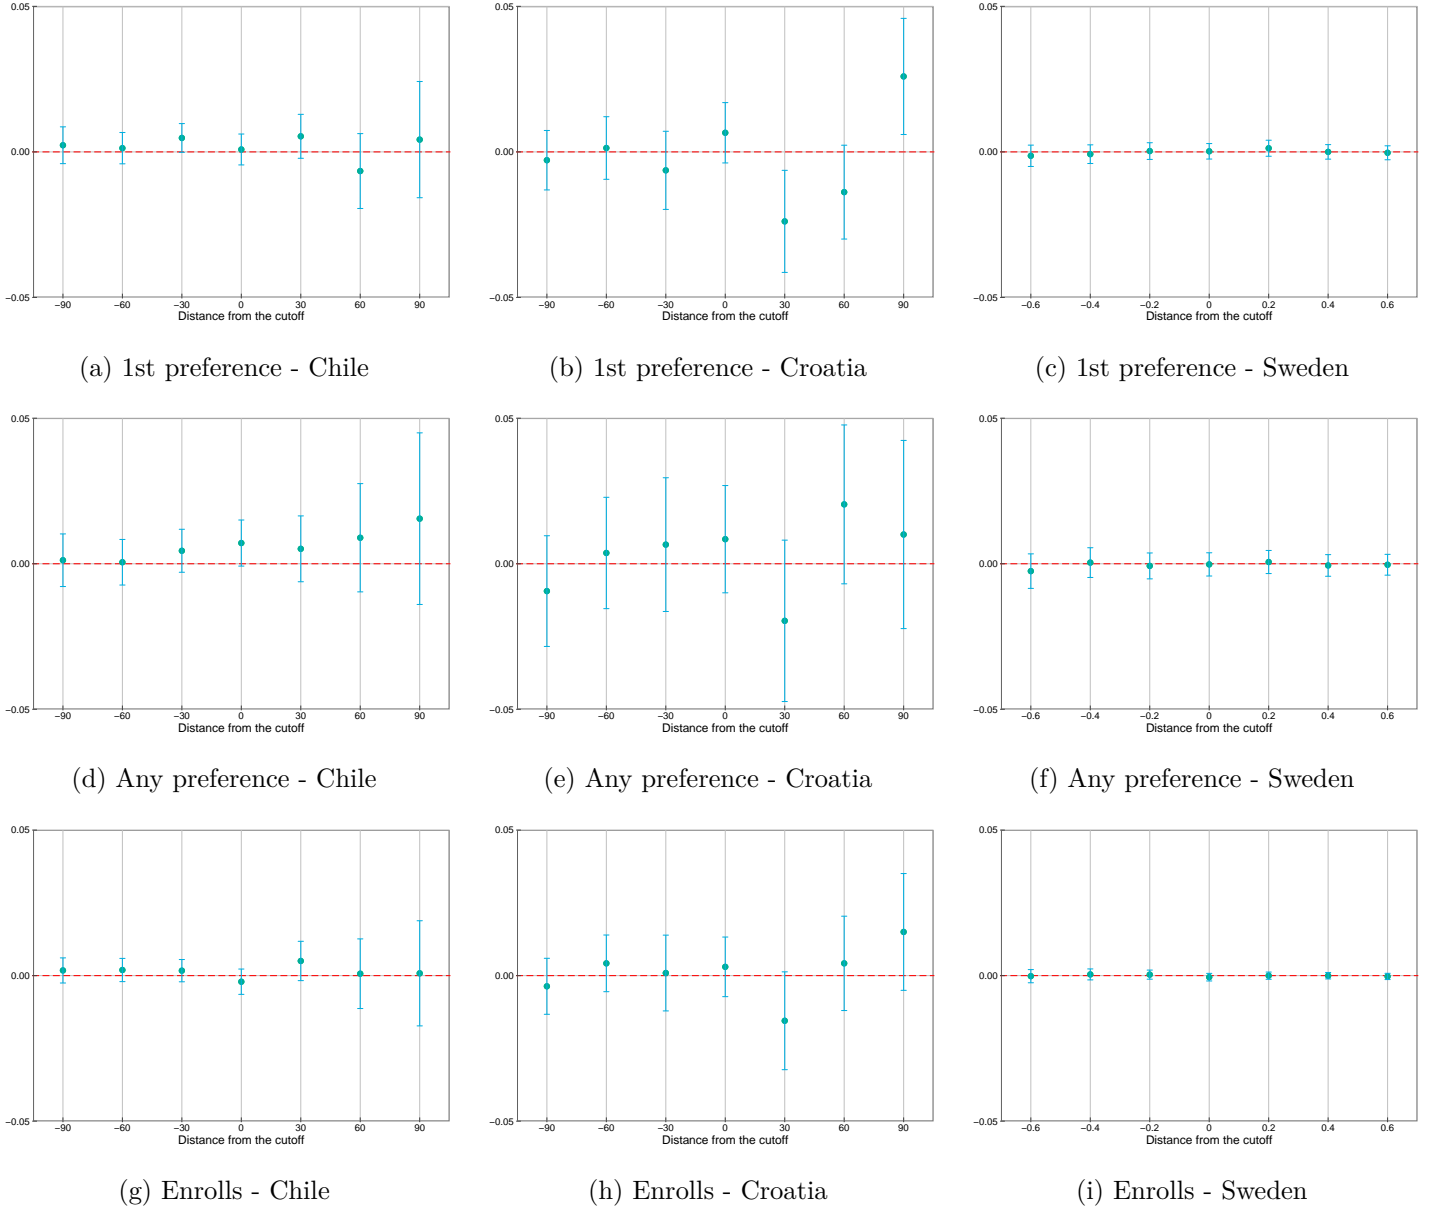 0.05 0.05 0.05
0.00 0.00 0.00
−0.05 −0.05 −0.05
−90 −60 −30 0 30 60 90 −90 −60 −30 0 30 60 90 −0.6 −0.4 −0.2 0 0.2 0.4 0.6
Distance from the cutoff Distance from the cutoff Distance from the cutoff
(a) 1st preference - Chile (b) 1st preference - Croatia (c) 1st preference - Sweden
0.05 0.05 0.05
0.00 0.00 0.00
−0.05 −0.05 −0.05
−90 −60 −30 0 30 60 90 −90 −60 −30 0 30 60 90 −0.6 −0.4 −0.2 0 0.2 0.4 0.6
Distance from the cutoff Distance from the cutoff Distance from the cutoff
(d) Any preference - Chile (e) Any preference - Croatia (f) Any preference - Sweden
0.05 0.05 0.05
0.00 0.00 0.00
−0.05 −0.05 −0.05
−90 −60 −30 0 30 60 90 −90 −60 −30 0 30 60 90 −0.6 −0.4 −0.2 0 0.2 0.4 0.6
Distance from the cutoff Distance from the cutoff Distance from the cutoff
(g) Enrolls - Chile (h) Enrolls - Croatia (i) Enrolls - Sweden